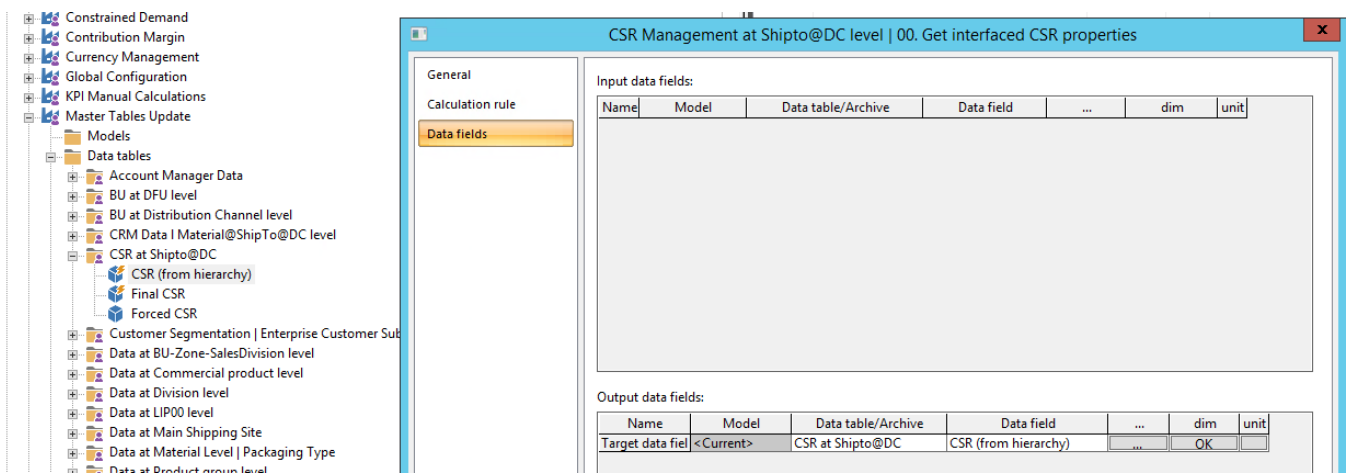 Constrained Demand
Contribution Margin
Currency Management
Global Configuration
KPI Manual Calculations
Master Tables Update
Models
Data tables
Account Manager Data
BU at DFU level
BU at Distribution Channel level
CRM Data I Material@ShipTo@DC level
CSR at Shipto@DC
CSR (from hierarchy)
Final CSR
Forced CSR
Customer Segmentation | Enterprise Customer Sub
Data at BU-Zone-SalesDivision level
Data at Commercial product level
Data at Division level
Data at LIP00 level
Data at Main Shipping Site
Data at Material Level | Packaging Type
Data at Product group level
CSR Management at Shipto@DC level | 00. Get interfaced CSR properties
x
General
Calculation rule
Data fields
Input data fields:
Name Model Data table/Archive Data field ... dim unit
Output data fields:
Name Model Data table/Archive Data field ... dim unit
Target data fiel <Current> CSR at Shipto@DC CSR (from hierarchy) ... OK